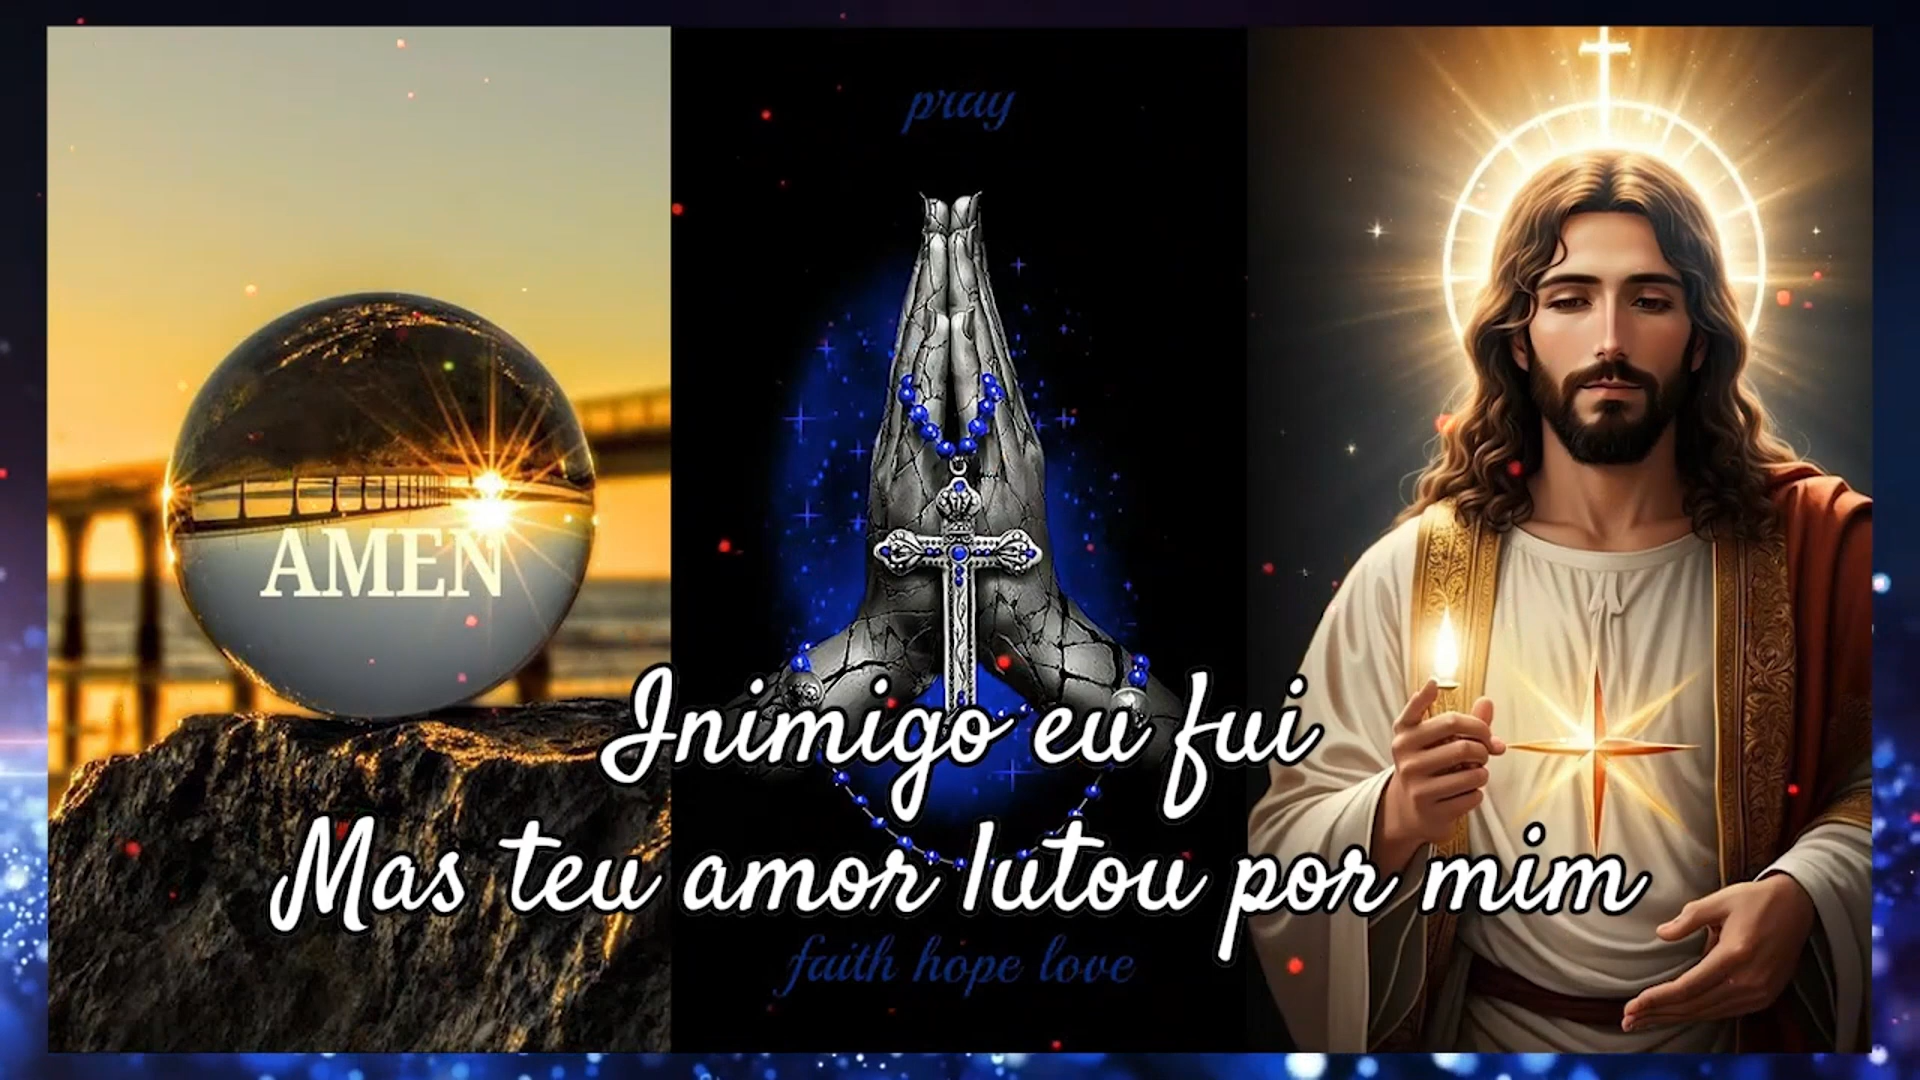 pray
AMEN
Inimigo eu fui
Mas teu amor lutou por mim
faith hope love